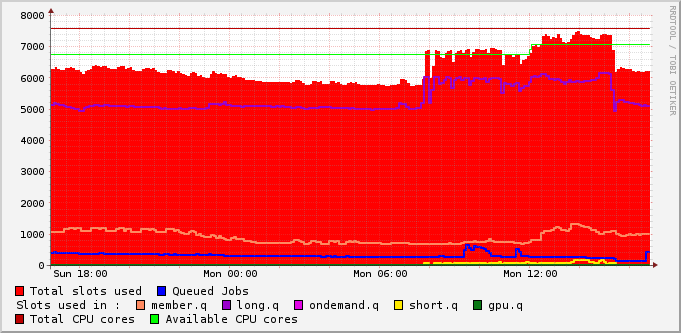 RRDTOOL / TOBI OETIKER
8000
7000
6000
5000
4000
3000
2000
1000
0
Sun 18:00 Mon 00:00 Mon 06:00 Mon 12:00
Total slots used Queued Jobs
Slots used in : member.q long.q ondemand.q short.q gpu.q
Total CPU cores Available CPU cores